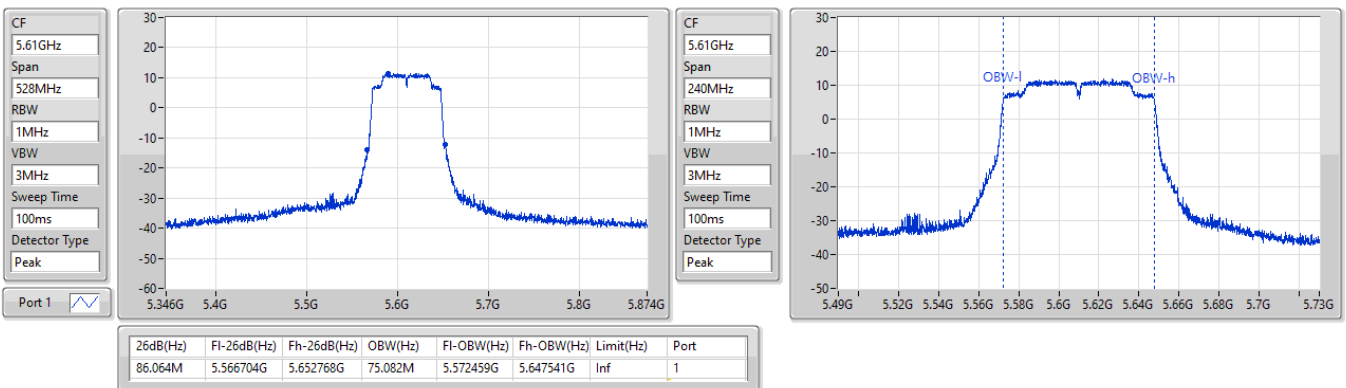 CF
5.61GHz
Span
528MHz
RBW
1MHz
VBW
3MHz
Sweep Time
100ms
Detector Type
Peak
Port 1
30
20
10
0
-10
-20
-30
-40
-50
-60
5.346G 5.4G 5.5G 5.6G 5.7G 5.8G 5.874G
CF
5.61GHz
Span
240MHz
RBW
1MHz
VBW
3MHz
Sweep Time
100ms
Detector Type
Peak
30
20
10
0
-10
-20
-30
-40
-50
OBW-l OBW-h
5.49G 5.52G 5.54G 5.56G 5.58G 5.6G 5.62G 5.64G 5.66G 5.68G 5.7G 5.73G
26dB(Hz) Fl-26dB(Hz) Fh-26dB(Hz) OBW(Hz) Fl-OBW(Hz) Fh-OBW(Hz) Limit(Hz) Port
86.064M 5.566704G 5.652768G 75.082M 5.572459G 5.647541G Inf 1